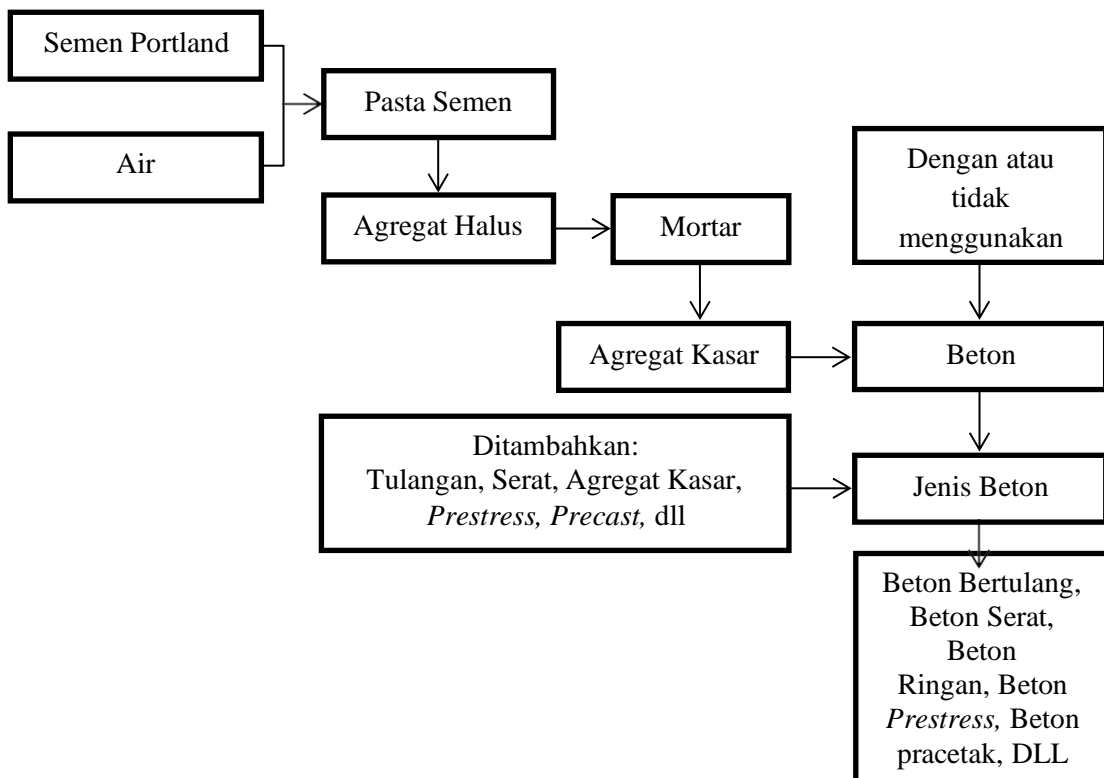 Semen Portland
Pasta Semen
Air
Dengan atau
tidak
menggunakan
Agregat Halus
Mortar
Agregat Kasar
Beton
Ditambahkan:
Tulangan, Serat, Agregat Kasar,
Prestress, Precast, dll
Jenis Beton
Beton Bertulang,
Beton Serat,
Beton
Ringan, Beton
Prestress, Beton
pracetak, DLL